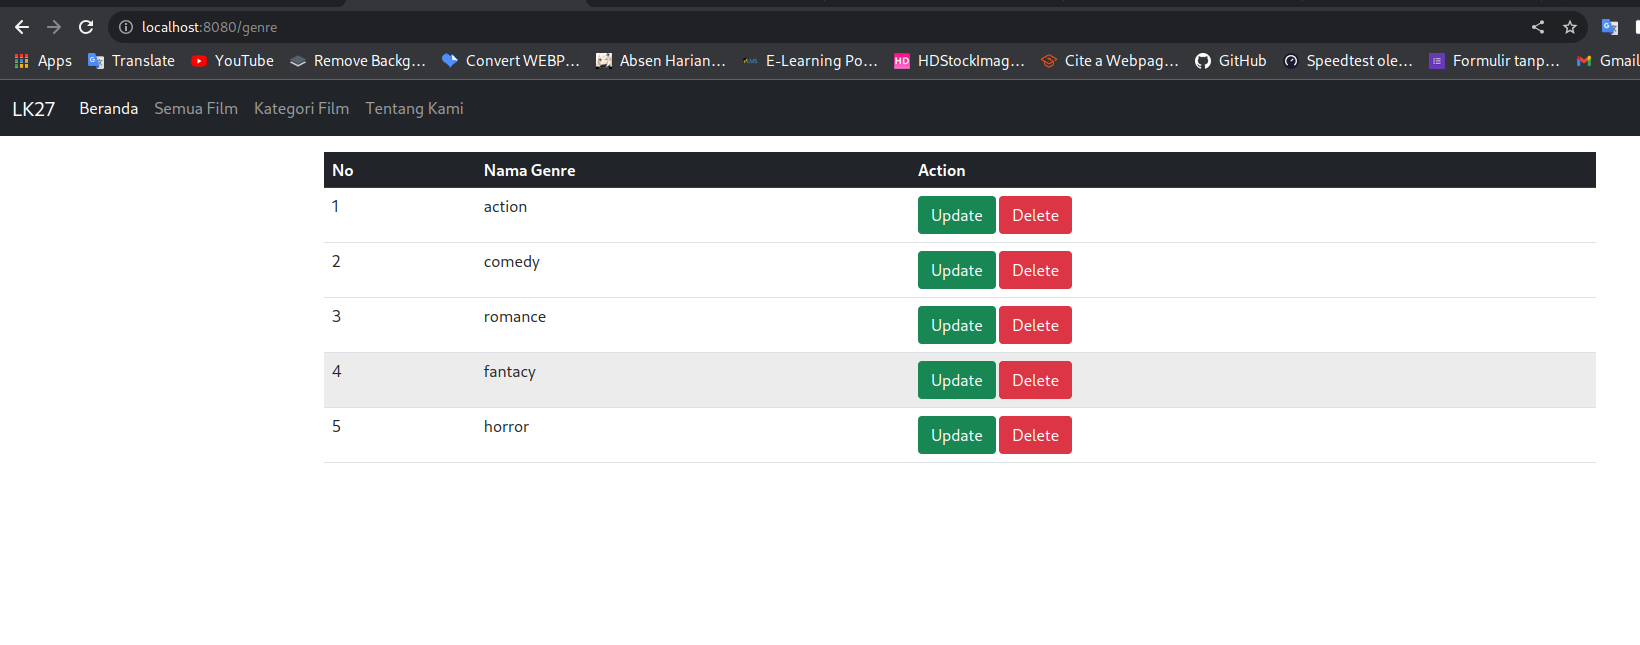 localhost:8080/genre
Apps Translate YouTube Remove Backg... Convert WEBP... Absen Harian... E-Learning Po... HD HDStockImag... Cite a Webpag... GitHub Speedtest ole... Formulir tanp... Gmail
LK27 Beranda Semua Film Kategori Film Tentang Kami
No Nama Genre Action
1 action Update Delete
2 comedy Update Delete
3 romance Update Delete
4 fantacy Update Delete
5 horror Update Delete